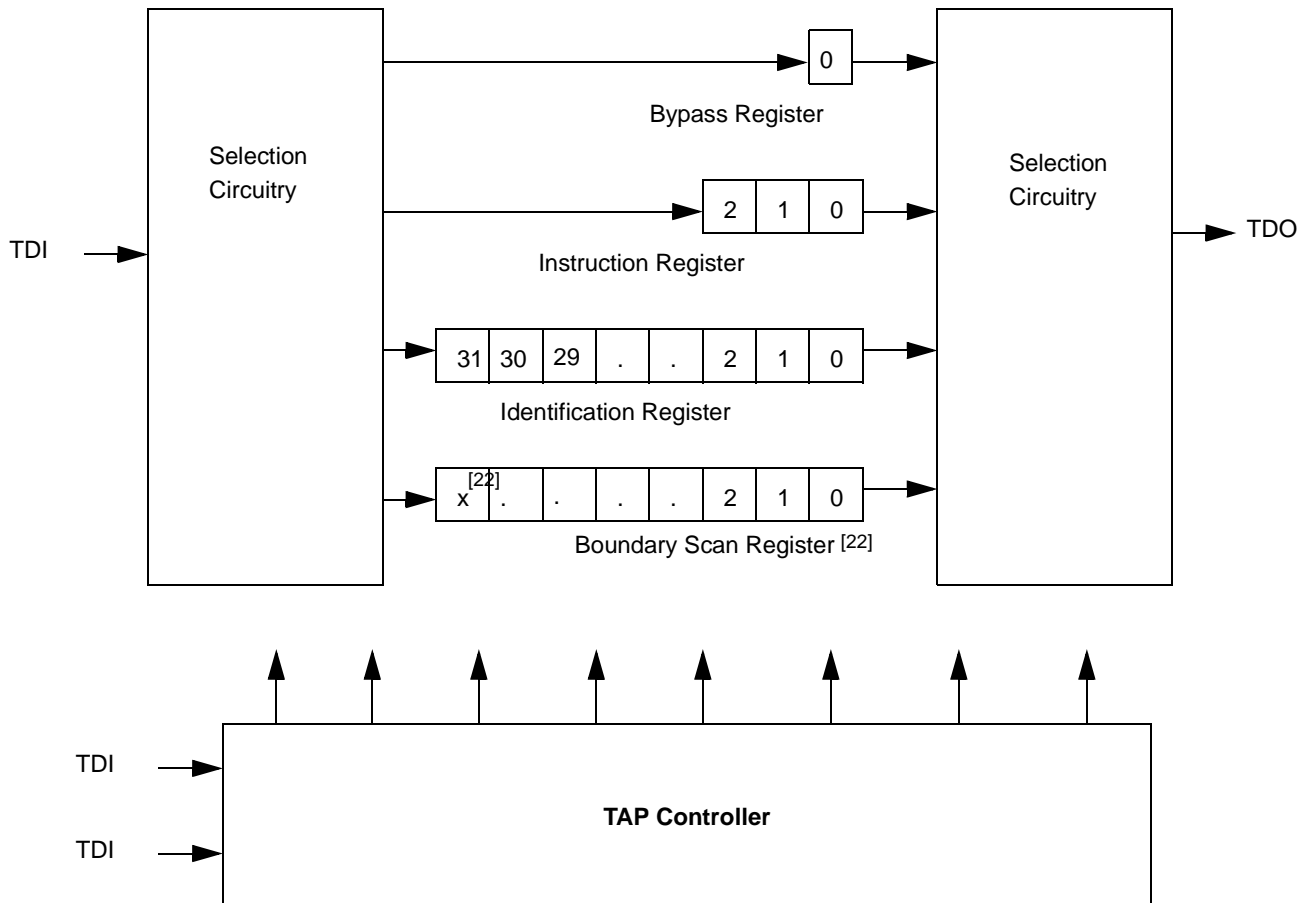 0
Bypass Register
Selection
Circuitry
Selection
Circuitry
2 1 0
TDI
TDO
Instruction Register
31 30 29 . . 2 1 0
Identification Register
x[22] . . . . 2 1 0
Boundary Scan Register [22]
TDI
TAP Controller
TDI